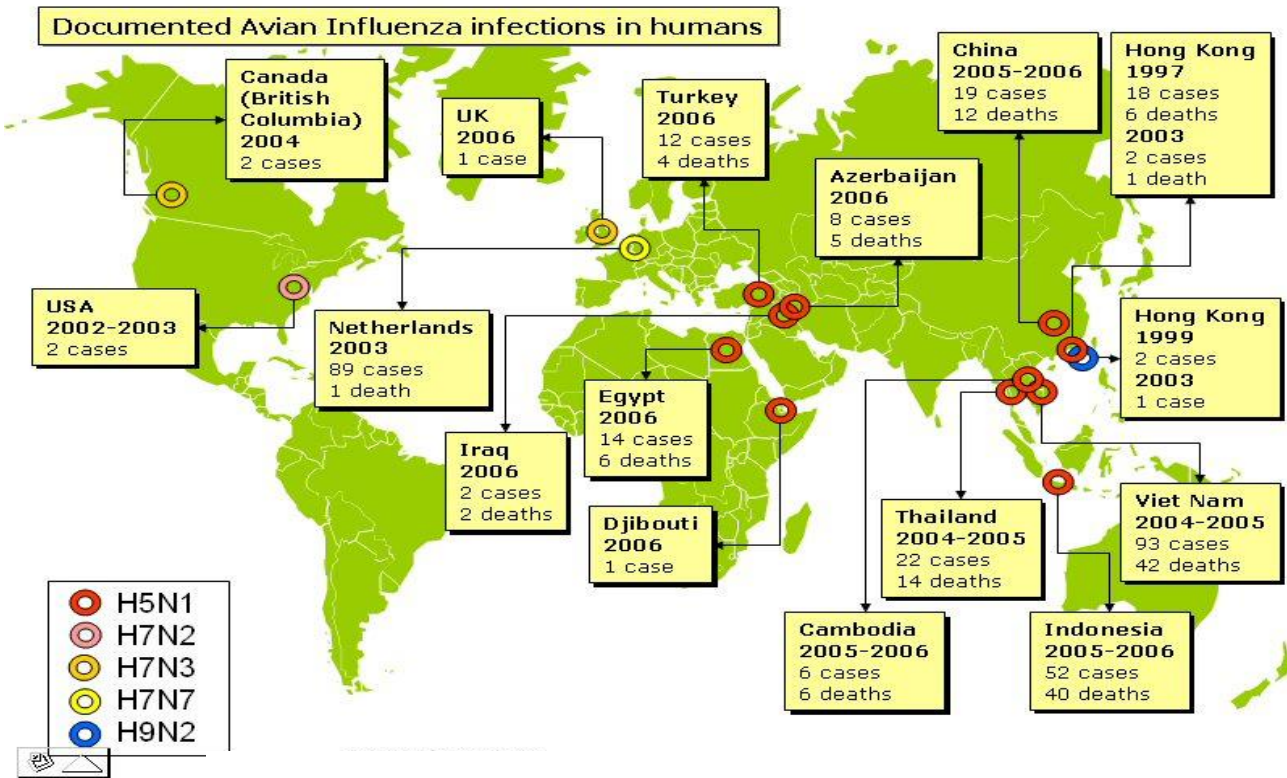 Documented Avian Influenza infections in humans
Canada
(British
Columbia)
2004
2 cases
UK
2006
1 case
Turkey
2006
12 cases
4 deaths
Azerbaijan
2006
8 cases
5 deaths
China
2005-2006
19 cases
12 deaths
Hong Kong
1997
18 cases
6 deaths
2003
2 cases
1 death
USA
2002-2003
2 cases
Netherlands
2003
89 cases
1 death
Iraq
2006
2 cases
2 deaths
Egypt
2006
14 cases
6 deaths
Djibouti
2006
1 case
Hong Kong
1999
2 cases
2003
1 case
Thailand
2004-2005
22 cases
14 deaths
Viet Nam
2004-2005
93 cases
42 deaths
Cambodia
2005-2006
6 cases
6 deaths
Indonesia
2005-2006
52 cases
40 deaths
H5N1
H7N2
H7N3
H7N7
H9N2